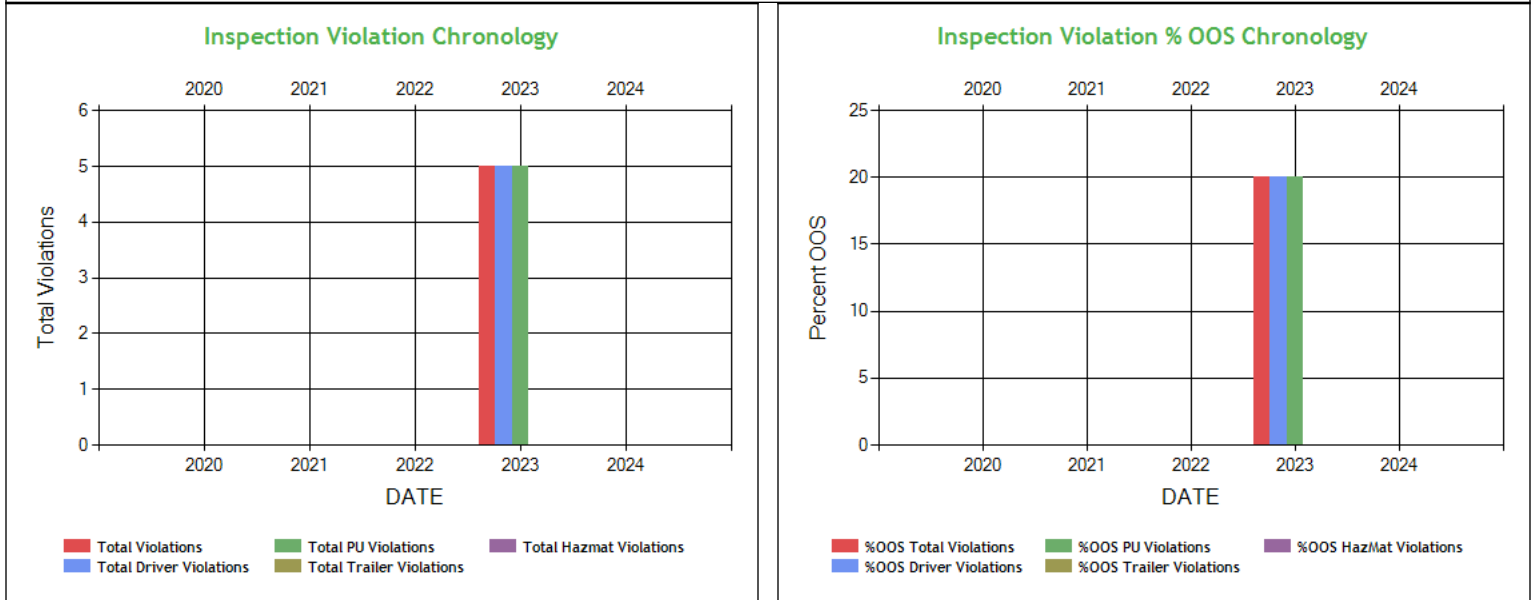 Inspection Violation Chronology
2020 2021 2022 2023 2024
6
5
4
3
2
1
0
Total Violations
2020 2021 2022 2023 2024
DATE
Total Violations Total PU Violations Total Hazmat Violations
Total Driver Violations Total Trailer Violations
Inspection Violation % OOS Chronology
2020 2021 2022 2023 2024
25
20
15
10
5
0
Percent OOS
2020 2021 2022 2023 2024
DATE
%OOS Total Violations %OOS PU Violations %OOS HazMat Violations
%OOS Driver Violations %OOS Trailer Violations